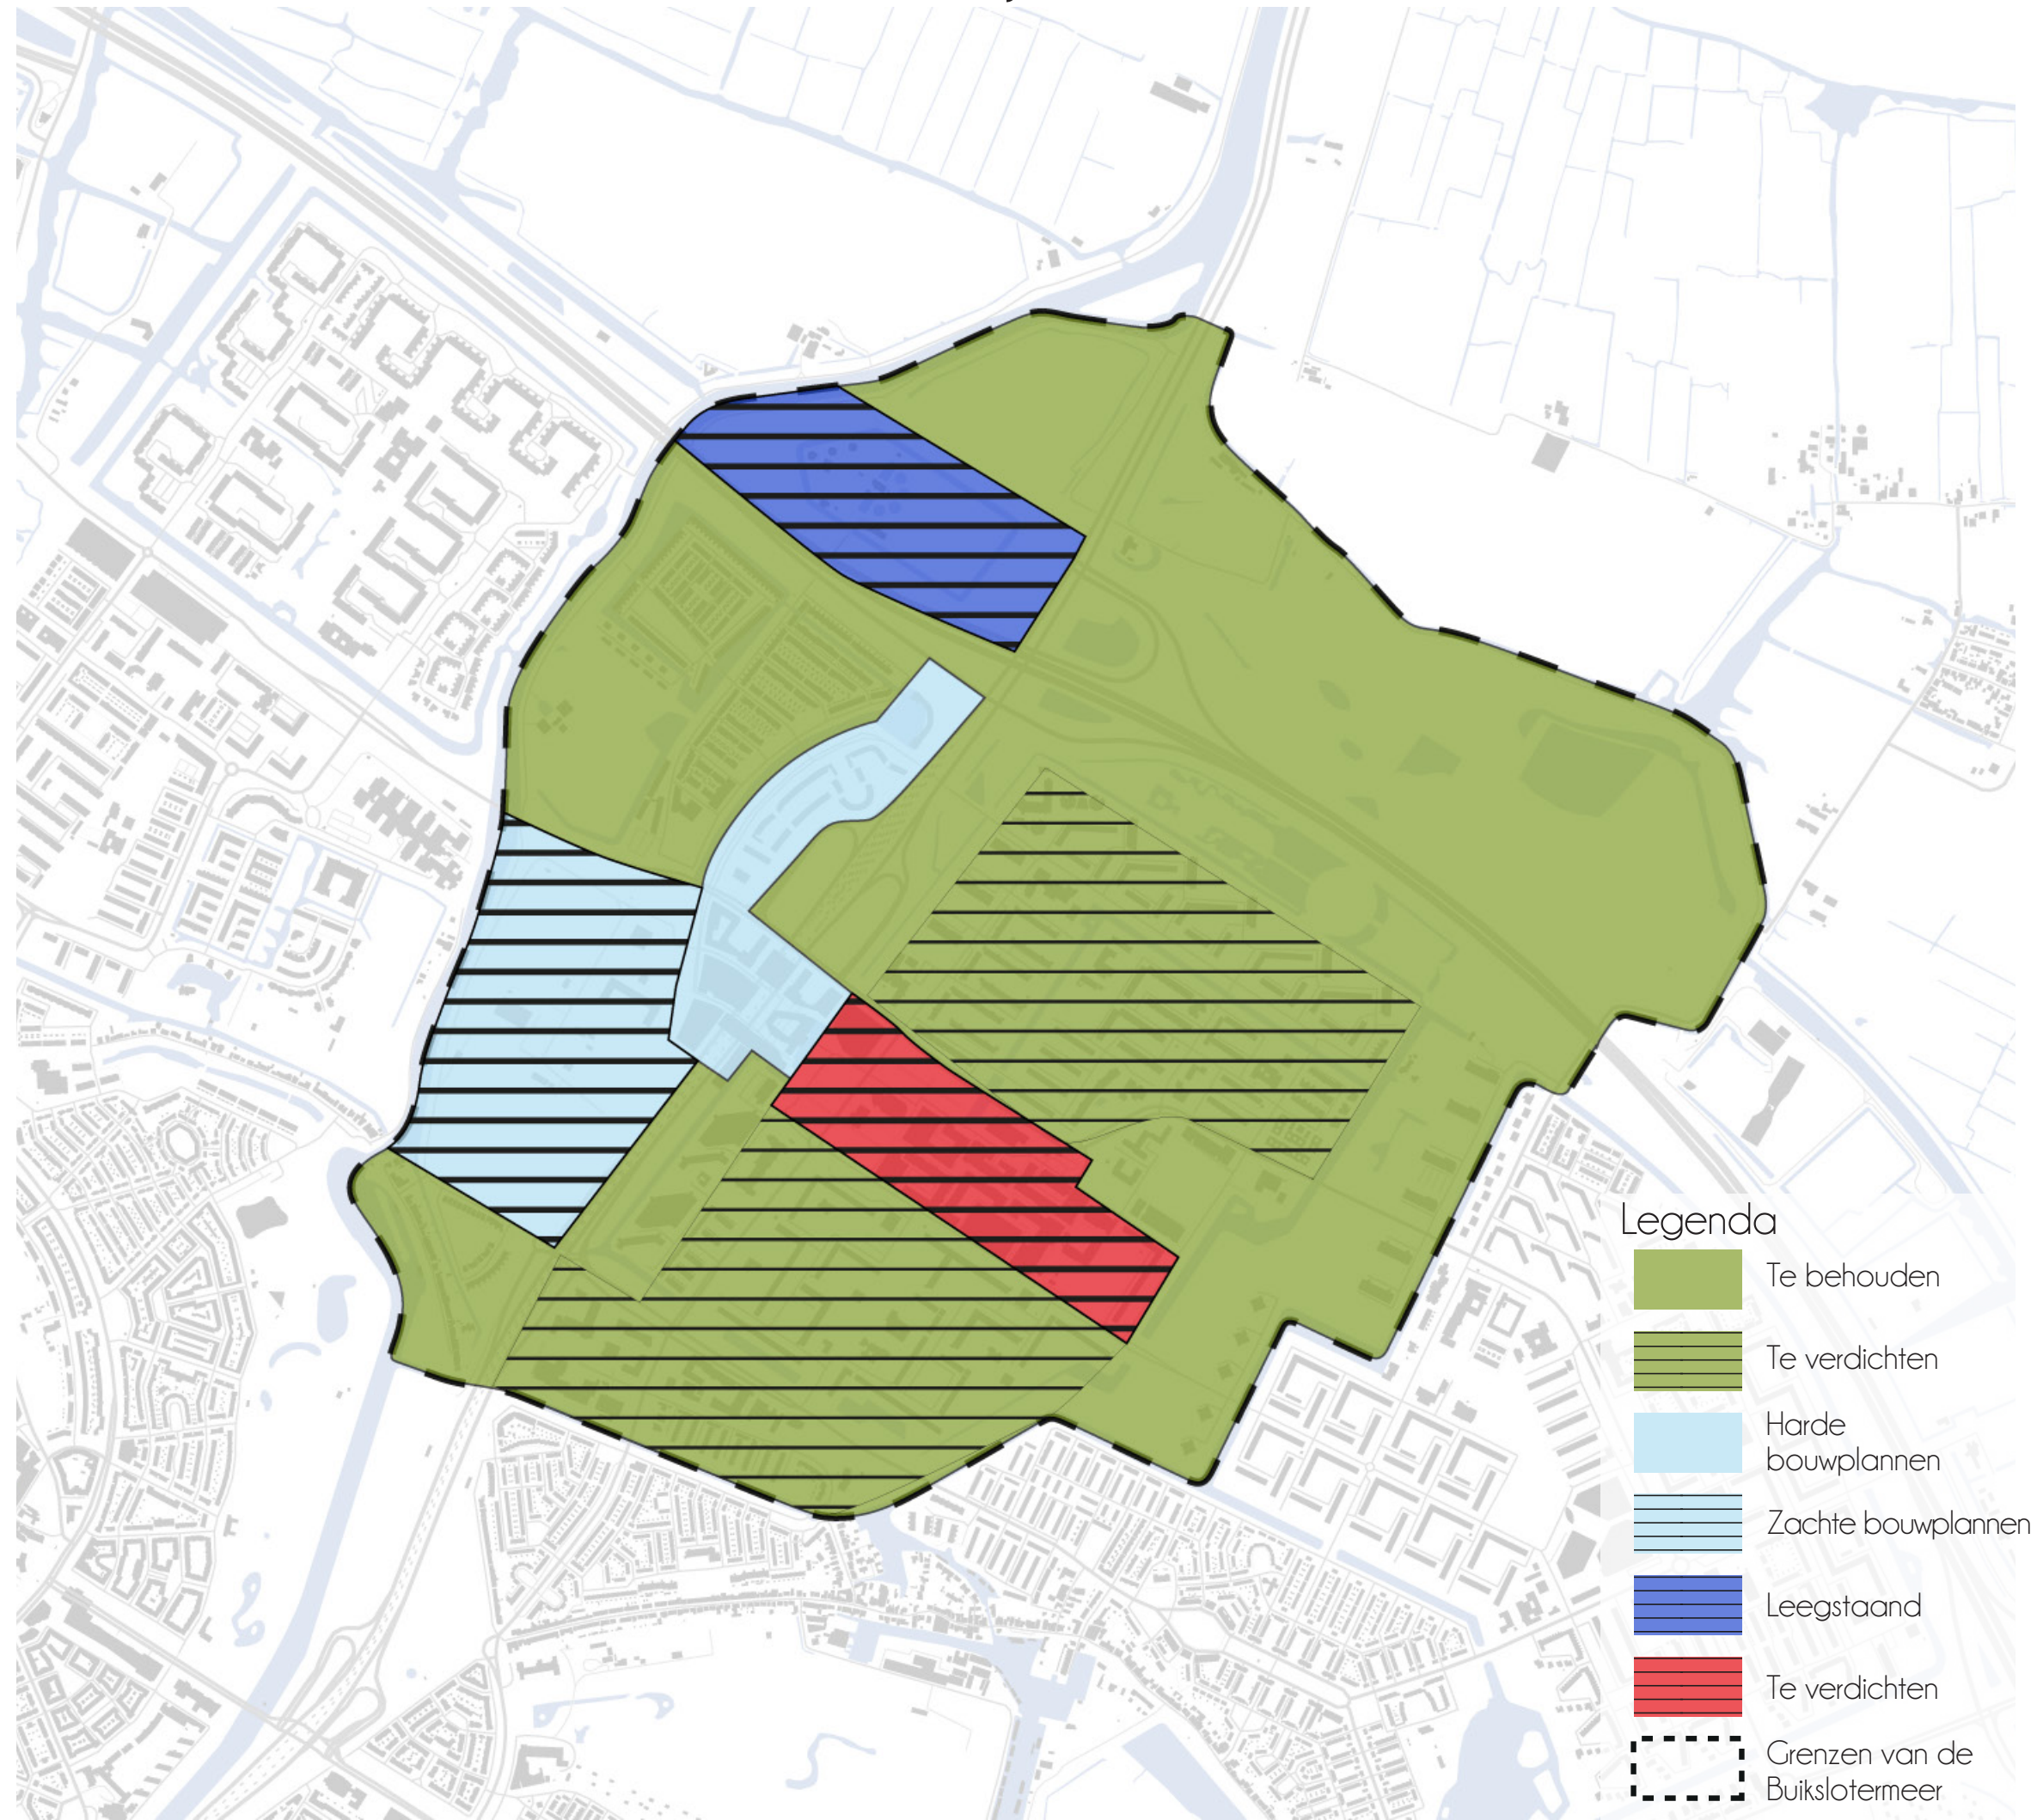 Legenda
Te behouden
Te verdichten
Harde
bouwplannen
Zachte bouwplannen
Leegstaand
Te verdichten
Grenzen van de
Buikslotermeer